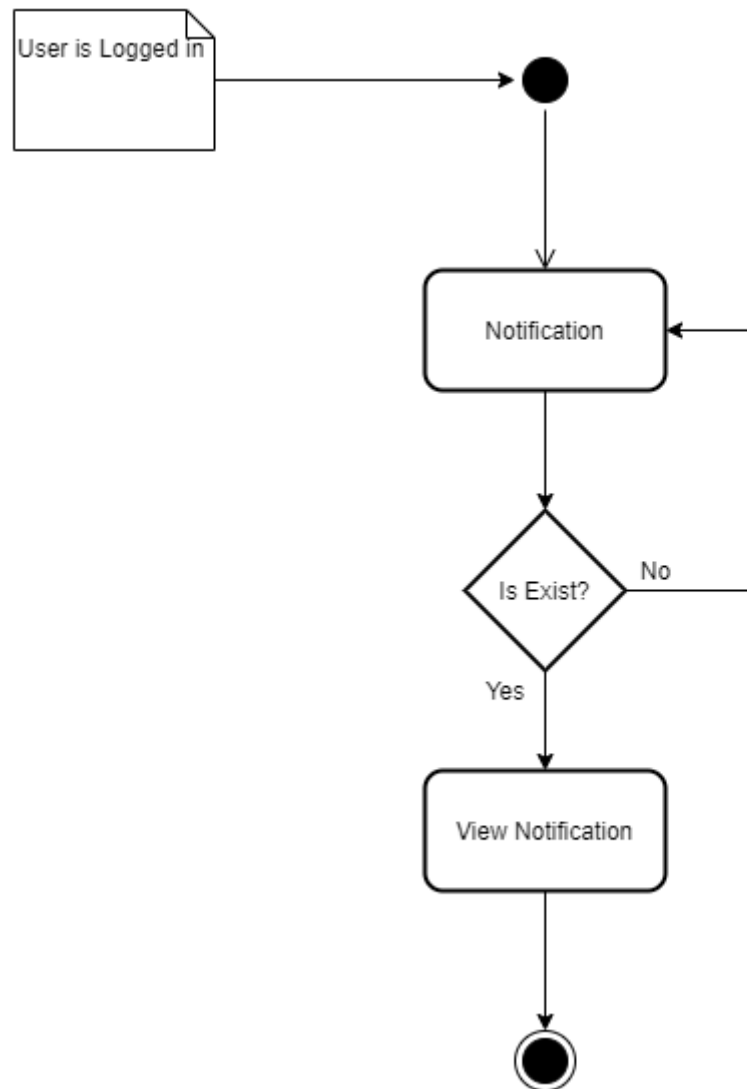 User is Logged in
Notification
Is Exist?
No
Yes
View Notification